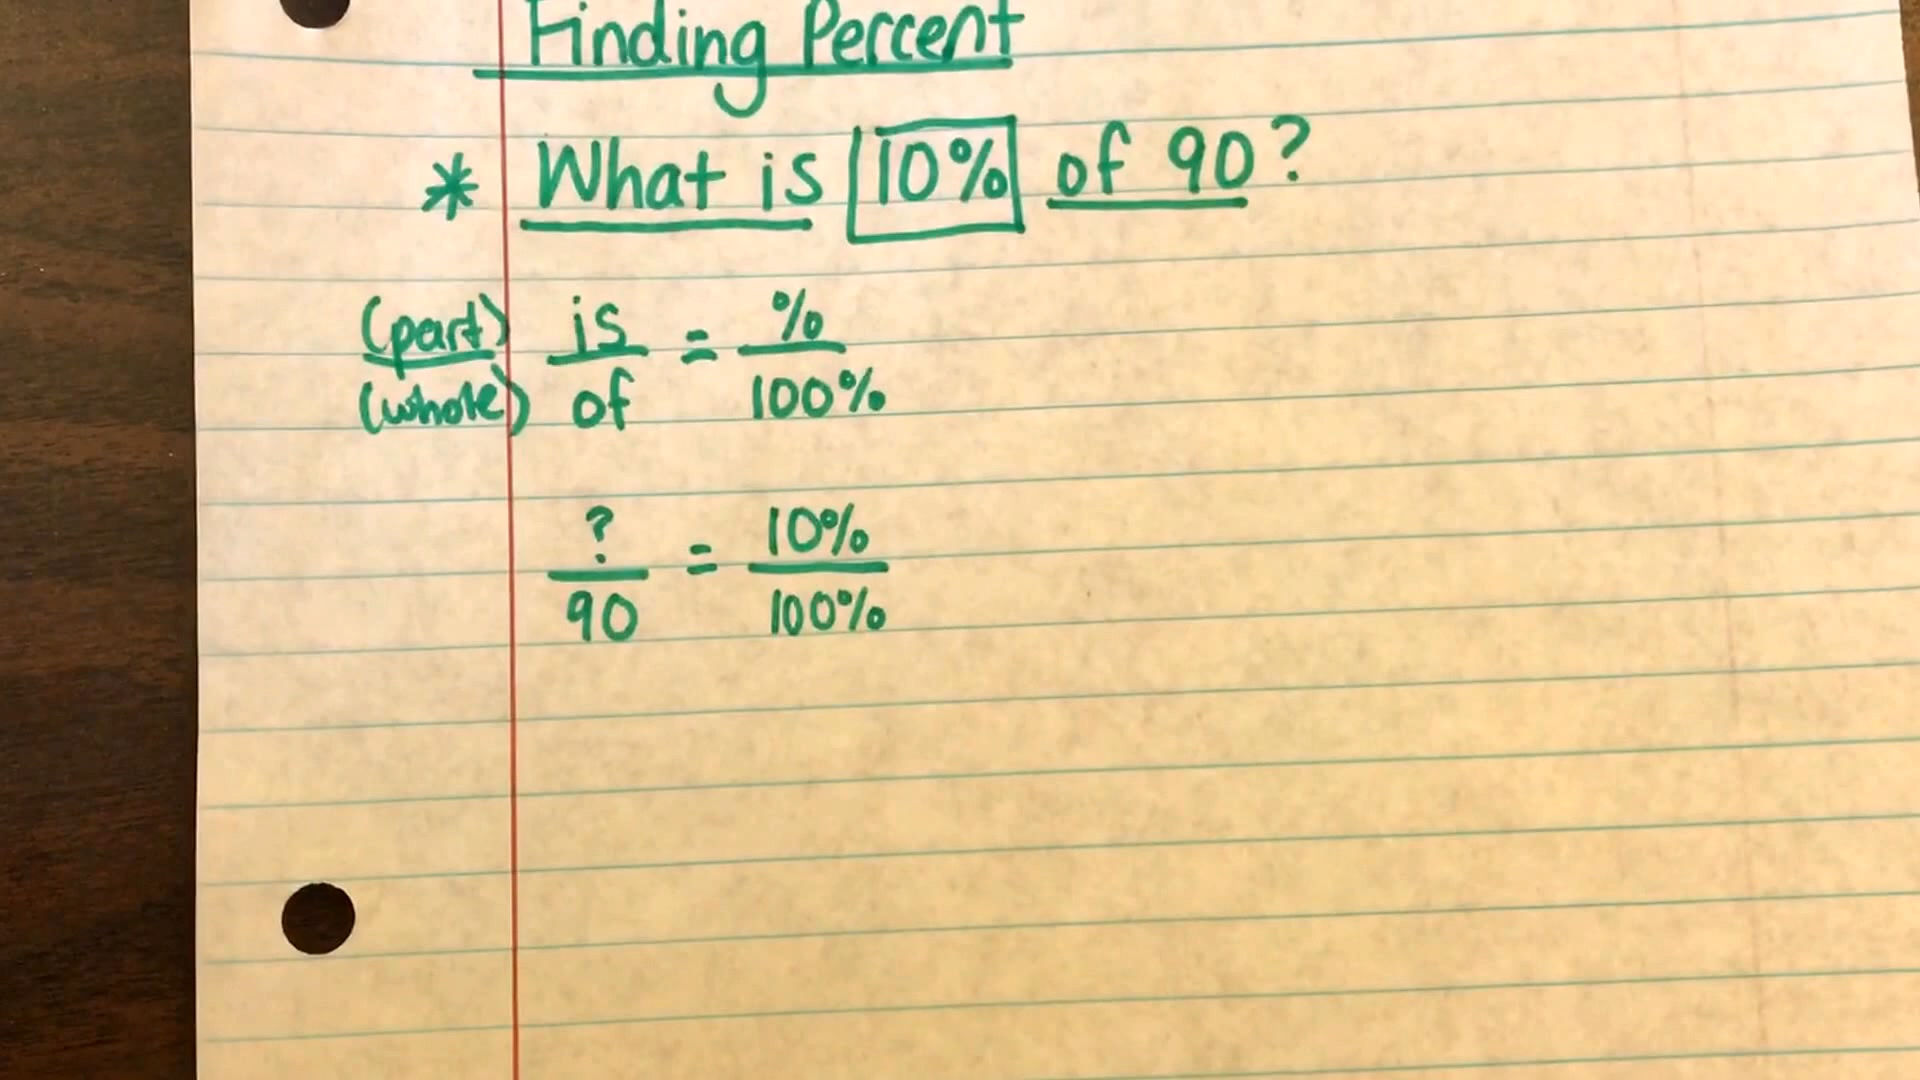 Finding Percent
* What is 10% of 90?
(part) is = %
(whole) of 100%
? = 10%
90 100%